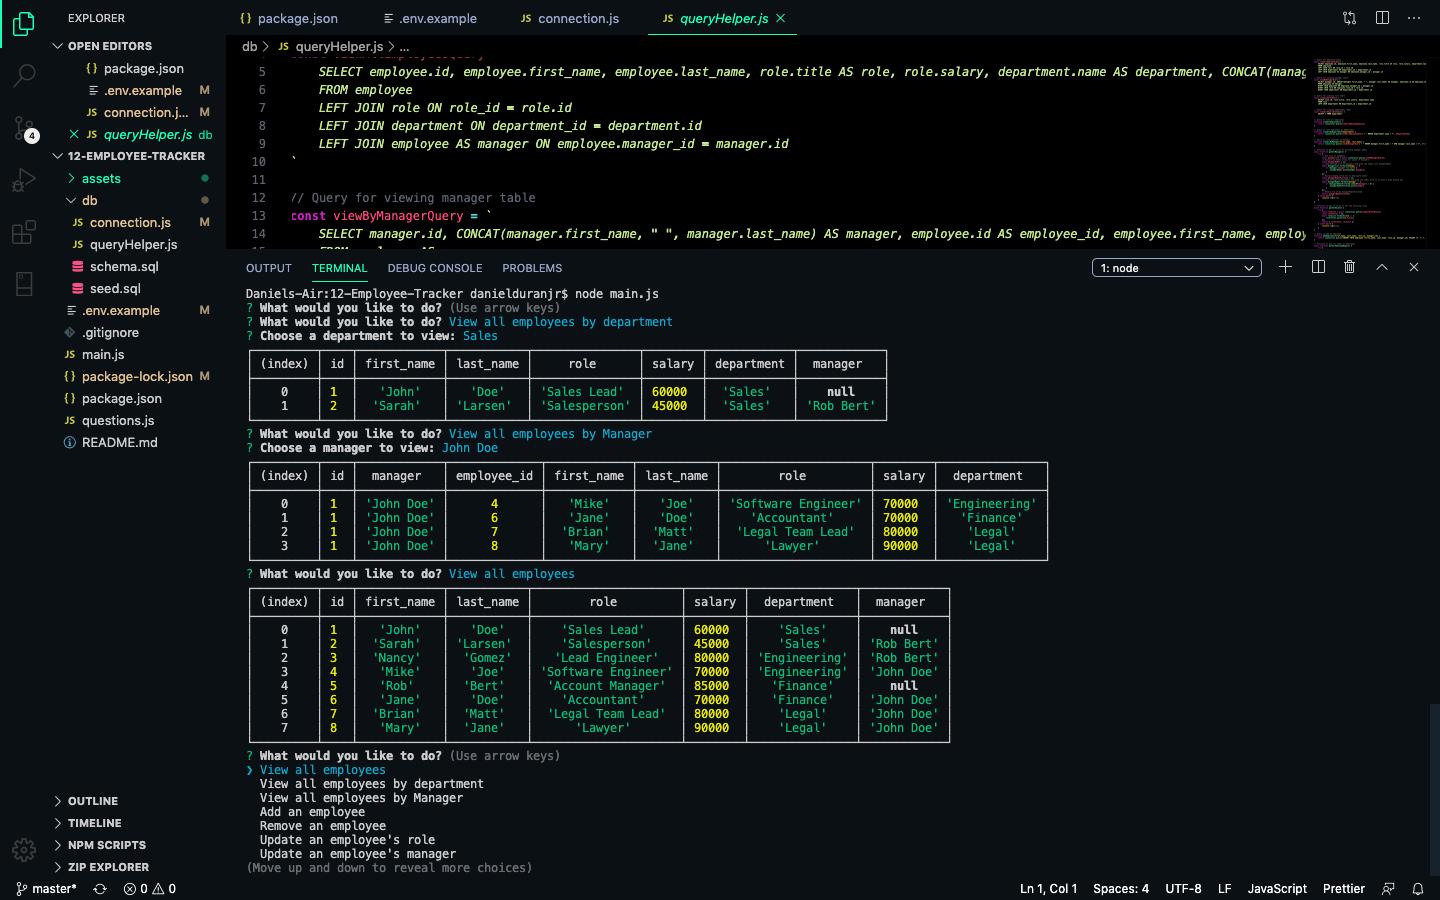 EXPLORER
package.json
.env.example
connection.js
queryHelper.js
OPEN EDITORS
package.json
.env.example M
connection.j... M
queryHelper.js db
4
12-EMPLOYEE-TRACKER
assets
db
connection.js M
queryHelper.js
schema.sql
seed.sql
.env.example M
.gitignore
main.js
package-lock.json M
package.json
questions.js
README.md
OUTLINE
TIMELINE
NPM SCRIPTS
ZIP EXPLORER
db > JS queryHelper.js > ...
5 SELECT employee.id, employee.first_name, employee.last_name, role.title AS role, role.salary, department.name AS department, CONCAT(manag
6 FROM employee
7 LEFT JOIN role ON role_id = role.id
8 LEFT JOIN department ON department_id = department.id
9 LEFT JOIN employee AS manager ON employee.manager_id = manager.id
10 `
11
12 // Query for viewing manager table
13 const viewByManagerQuery = `
14 SELECT manager.id, CONCAT(manager.first_name, " ", manager.last_name) AS manager, employee.id AS employee_id, employee.first_name, employ
OUTPUT TERMINAL DEBUG CONSOLE PROBLEMS 1: node
Daniels-Air:12-Employee-Tracker danielduranjr$ node main.js
? What would you like to do? (Use arrow keys)
? What would you like to do? View all employees by department
? Choose a department to view: Sales
(index) id first_name last_name role salary department manager
0 1 'John' 'Doe' 'Sales Lead' 60000 'Sales' null
1 2 'Sarah' 'Larsen' 'Salesperson' 45000 'Sales' 'Rob Bert'
? What would you like to do? View all employees by Manager
? Choose a manager to view: John Doe
(index) id manager employee_id first_name last_name role salary department
0 1 'John Doe' 4 'Mike' 'Joe' 'Software Engineer' 70000 'Engineering'
1 1 'John Doe' 6 'Jane' 'Doe' 'Accountant' 70000 'Finance'
2 1 'John Doe' 7 'Brian' 'Matt' 'Legal Team Lead' 80000 'Legal'
3 1 'John Doe' 8 'Mary' 'Jane' 'Lawyer' 90000 'Legal'
? What would you like to do? View all employees
(index) id first_name last_name role salary department manager
0 1 'John' 'Doe' 'Sales Lead' 60000 'Sales' null
1 2 'Sarah' 'Larsen' 'Salesperson' 45000 'Sales' 'Rob Bert'
2 3 'Nancy' 'Gomez' 'Lead Engineer' 80000 'Engineering' 'Rob Bert'
3 4 'Mike' 'Joe' 'Software Engineer' 70000 'Engineering' 'John Doe'
4 5 'Rob' 'Bert' 'Account Manager' 85000 'Finance' null
5 6 'Jane' 'Doe' 'Accountant' 70000 'Finance' 'John Doe'
6 7 'Brian' 'Matt' 'Legal Team Lead' 80000 'Legal' 'John Doe'
7 8 'Mary' 'Jane' 'Lawyer' 90000 'Legal' 'John Doe'
? What would you like to do? (Use arrow keys)
❯ View all employees
View all employees by department
View all employees by Manager
Add an employee
Remove an employee
Update an employee's role
Update an employee's manager
(Move up and down to reveal more choices)
master* 0 0 Ln 1, Col 1 Spaces: 4 UTF-8 LF JavaScript Prettier